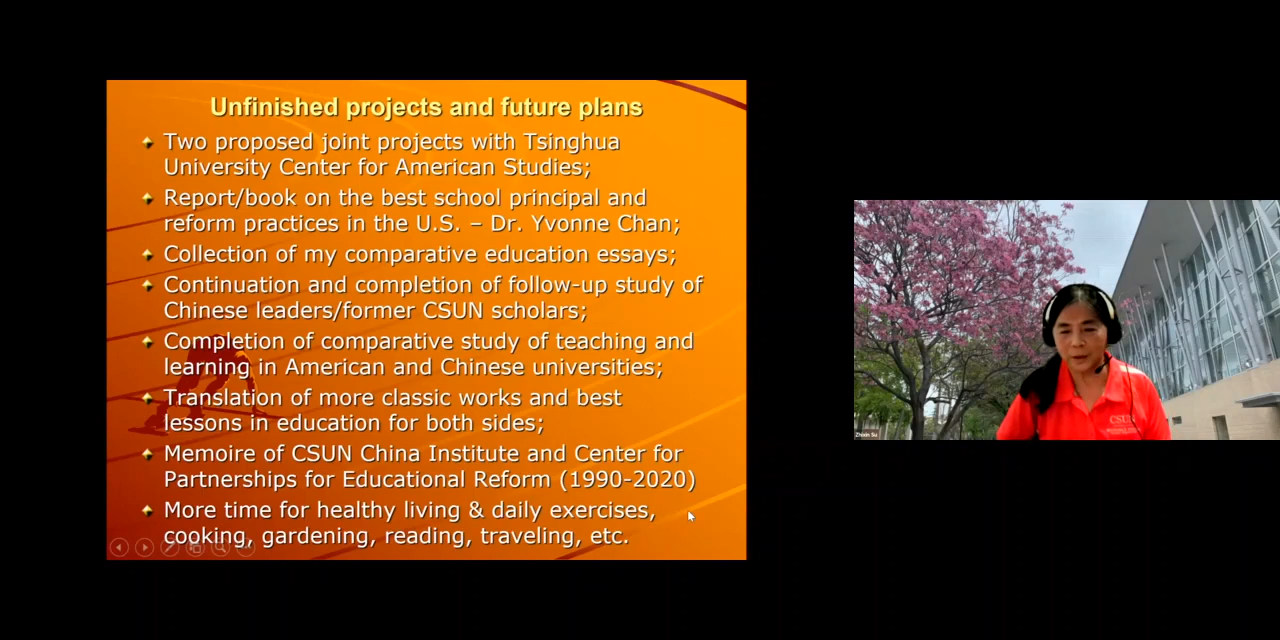 Unfinished projects and future plans
Two proposed joint projects with Tsinghua
University Center for American Studies;
Report/book on the best school principal and
reform practices in the U.S. – Dr. Yvonne Chan;
Collection of my comparative education essays;
Continuation and completion of follow-up study of
Chinese leaders/former CSUN scholars;
Completion of comparative study of teaching and
learning in American and Chinese universities;
Translation of more classic works and best
lessons in education for both sides;
Memoire of CSUN China Institute and Center for
Partnerships for Educational Reform (1990-2020)
More time for healthy living & daily exercises,
cooking, gardening, reading, traveling, etc.
CSUN
Zhixin Su